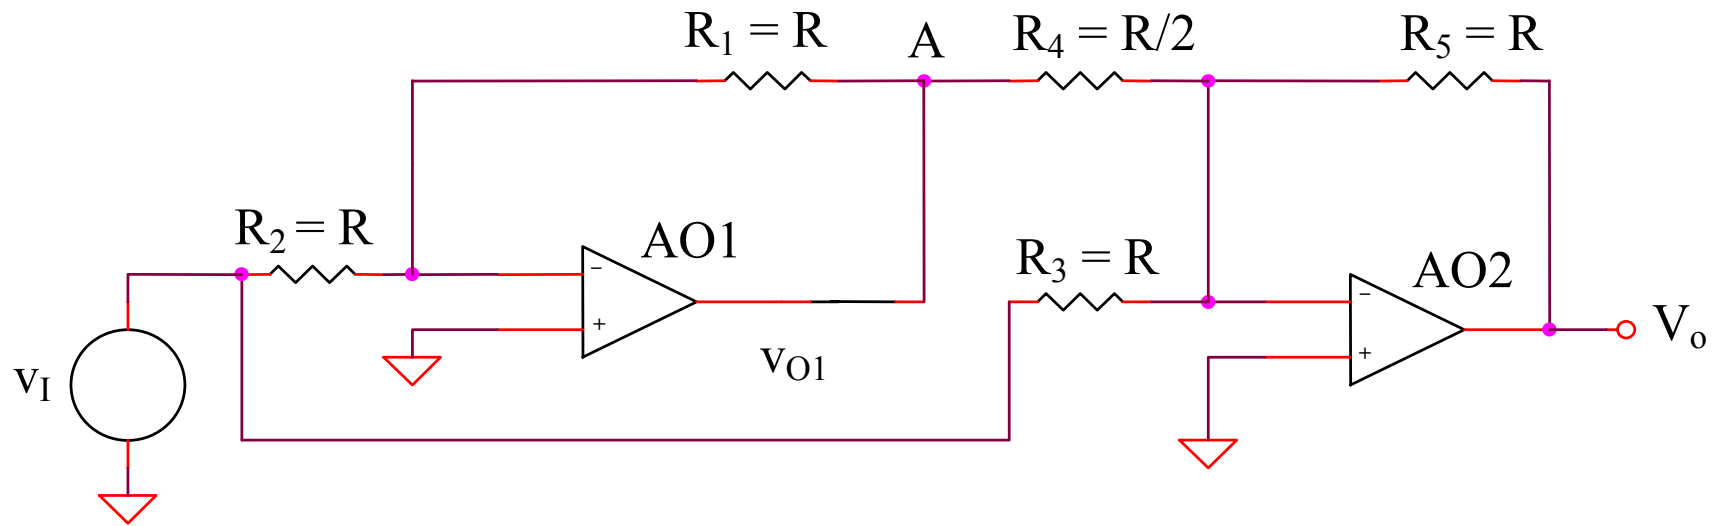 R₁ = R
A
R₄ = R/2
R₅ = R
R₂ = R
AO1
−
+
R₃ = R
AO2
−
+
vI
vO1
Vo